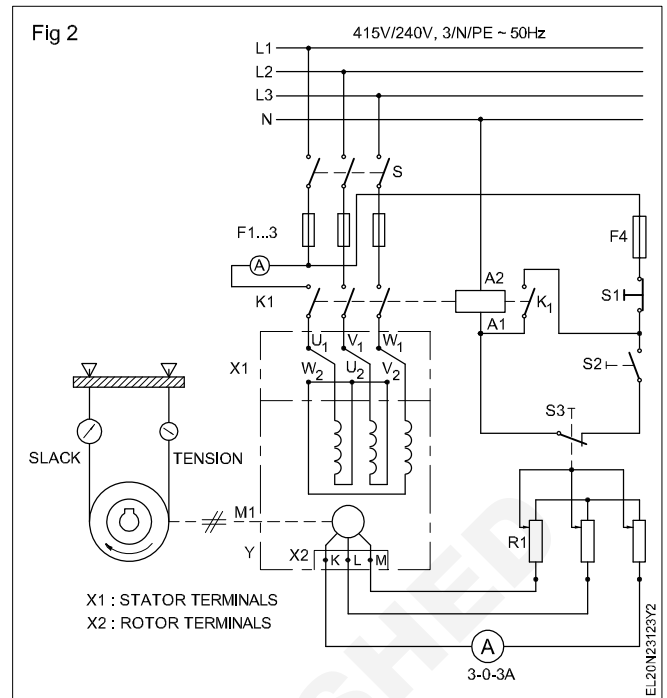 Fig 2
415V/240V, 3/N/PE ~ 50Hz
L1
L2
L3
N
S
F1...3
F4
A
K1
A2
K1
S1
A1
U1 V1 W1
X1
W2 U2 V2
S2
S3
SLACK
TENSION
M1
R1
Y
X2
K L M
X1 : STATOR TERMINALS
X2 : ROTOR TERMINALS
A
3-0-3A
EL20N23123Y2
SHED